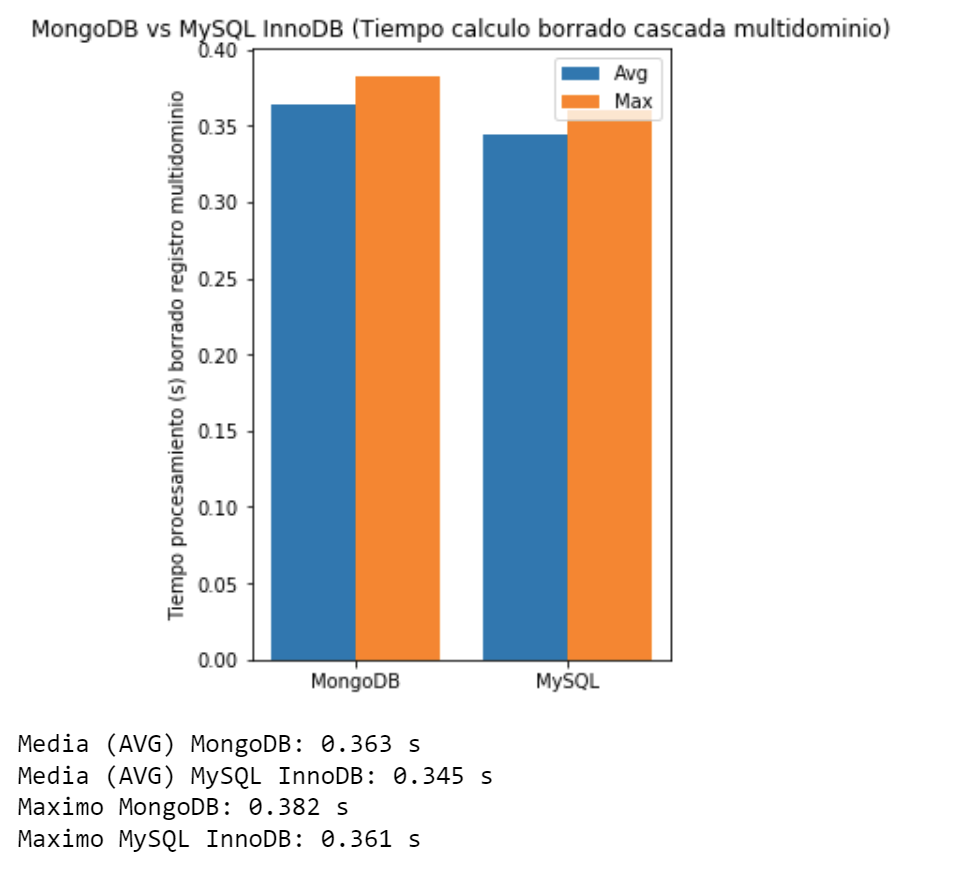 MongoDB vs MySQL InnoDB (Tiempo calculo borrado cascada multidominio)
Tiempo procesamiento (s) borrado registro multidominio
0.40
0.35
0.30
0.25
0.20
0.15
0.10
0.05
0.00
Avg
Max
MongoDB
MySQL
Media (AVG) MongoDB: 0.363 s
Media (AVG) MySQL InnoDB: 0.345 s
Maximo MongoDB: 0.382 s
Maximo MySQL InnoDB: 0.361 s